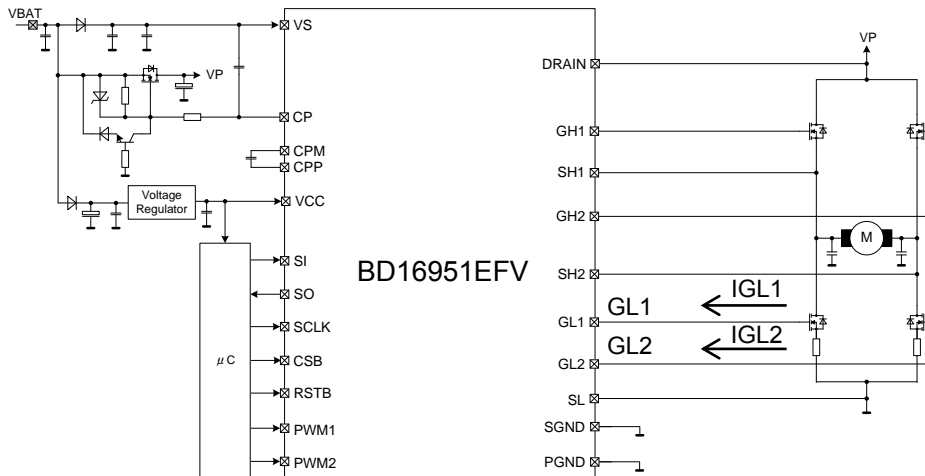 VBAT
VS
VP
CP
CPM
CPP
Voltage
Regulator
VCC
μC
SI
SO
SCLK
CSB
RSTB
PWM1
PWM2
BD16951EFV
DRAIN
GH1
SH1
GH2
SH2
GL1
GL2
SL
SGND
PGND
GL1
IGL1
GL2
IGL2
VP
M